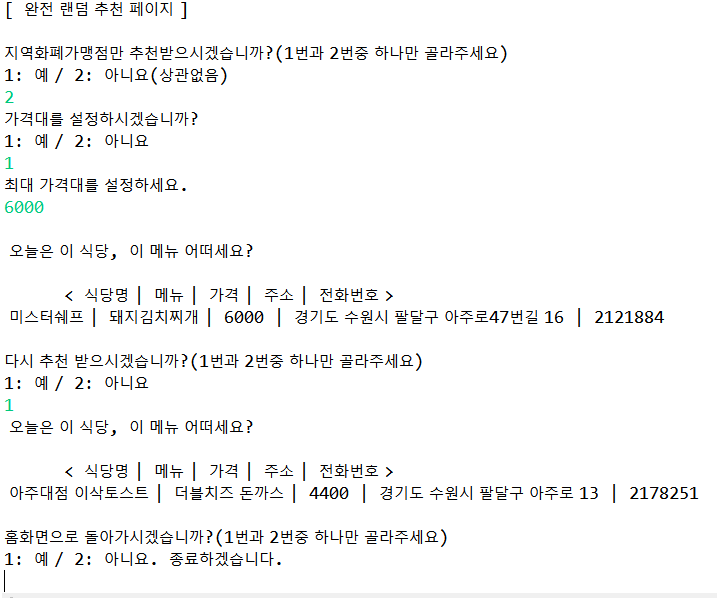 [ 완전 랜덤 추천 페이지 ]
지역화폐가맹점만 추천받으시겠습니까?(1번과 2번중 하나만 골라주세요)
1: 예 / 2: 아니요(상관없음)
2
가격대를 설정하시겠습니까?
1: 예 / 2: 아니요
1
최대 가격대를 설정하세요.
6000
오늘은 이 식당, 이 메뉴 어떠세요?
< 식당명 | 메뉴 | 가격 | 주소 | 전화번호 >
미스터쉐프 | 돼지김치찌개 | 6000 | 경기도 수원시 팔달구 아주로47번길 16 | 2121884
다시 추천 받으시겠습니까?(1번과 2번중 하나만 골라주세요)
1: 예 / 2: 아니요
1
오늘은 이 식당, 이 메뉴 어떠세요?
< 식당명 | 메뉴 | 가격 | 주소 | 전화번호 >
아주대점 이삭토스트 | 더블치즈 돈까스 | 4400 | 경기도 수원시 팔달구 아주로 13 | 2178251
홈화면으로 돌아가시겠습니까?(1번과 2번중 하나만 골라주세요)
1: 예 / 2: 아니요. 종료하겠습니다.